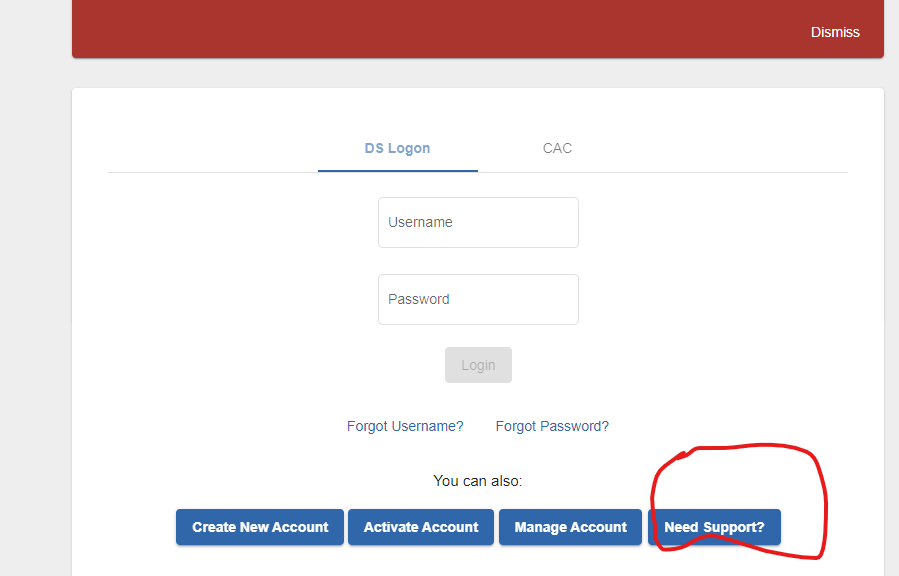 Dismiss
DS Logon CAC
Username
Password
Login
Forgot Username? Forgot Password?
You can also:
Create New Account Activate Account Manage Account Need Support?